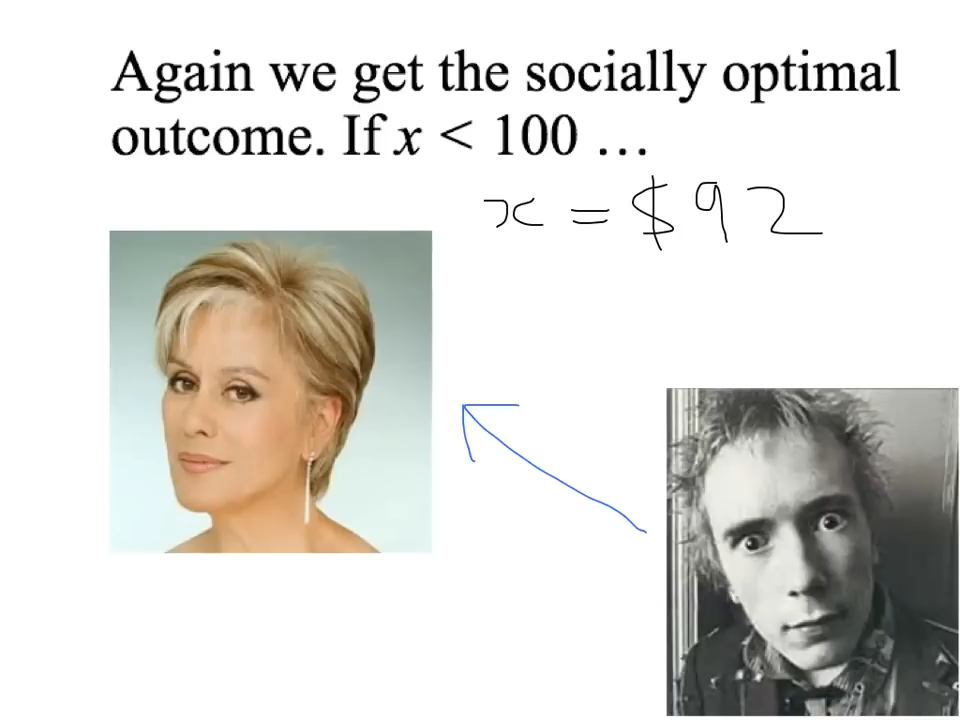 Again we get the socially optimal
outcome. If x < 100 …
x = $92